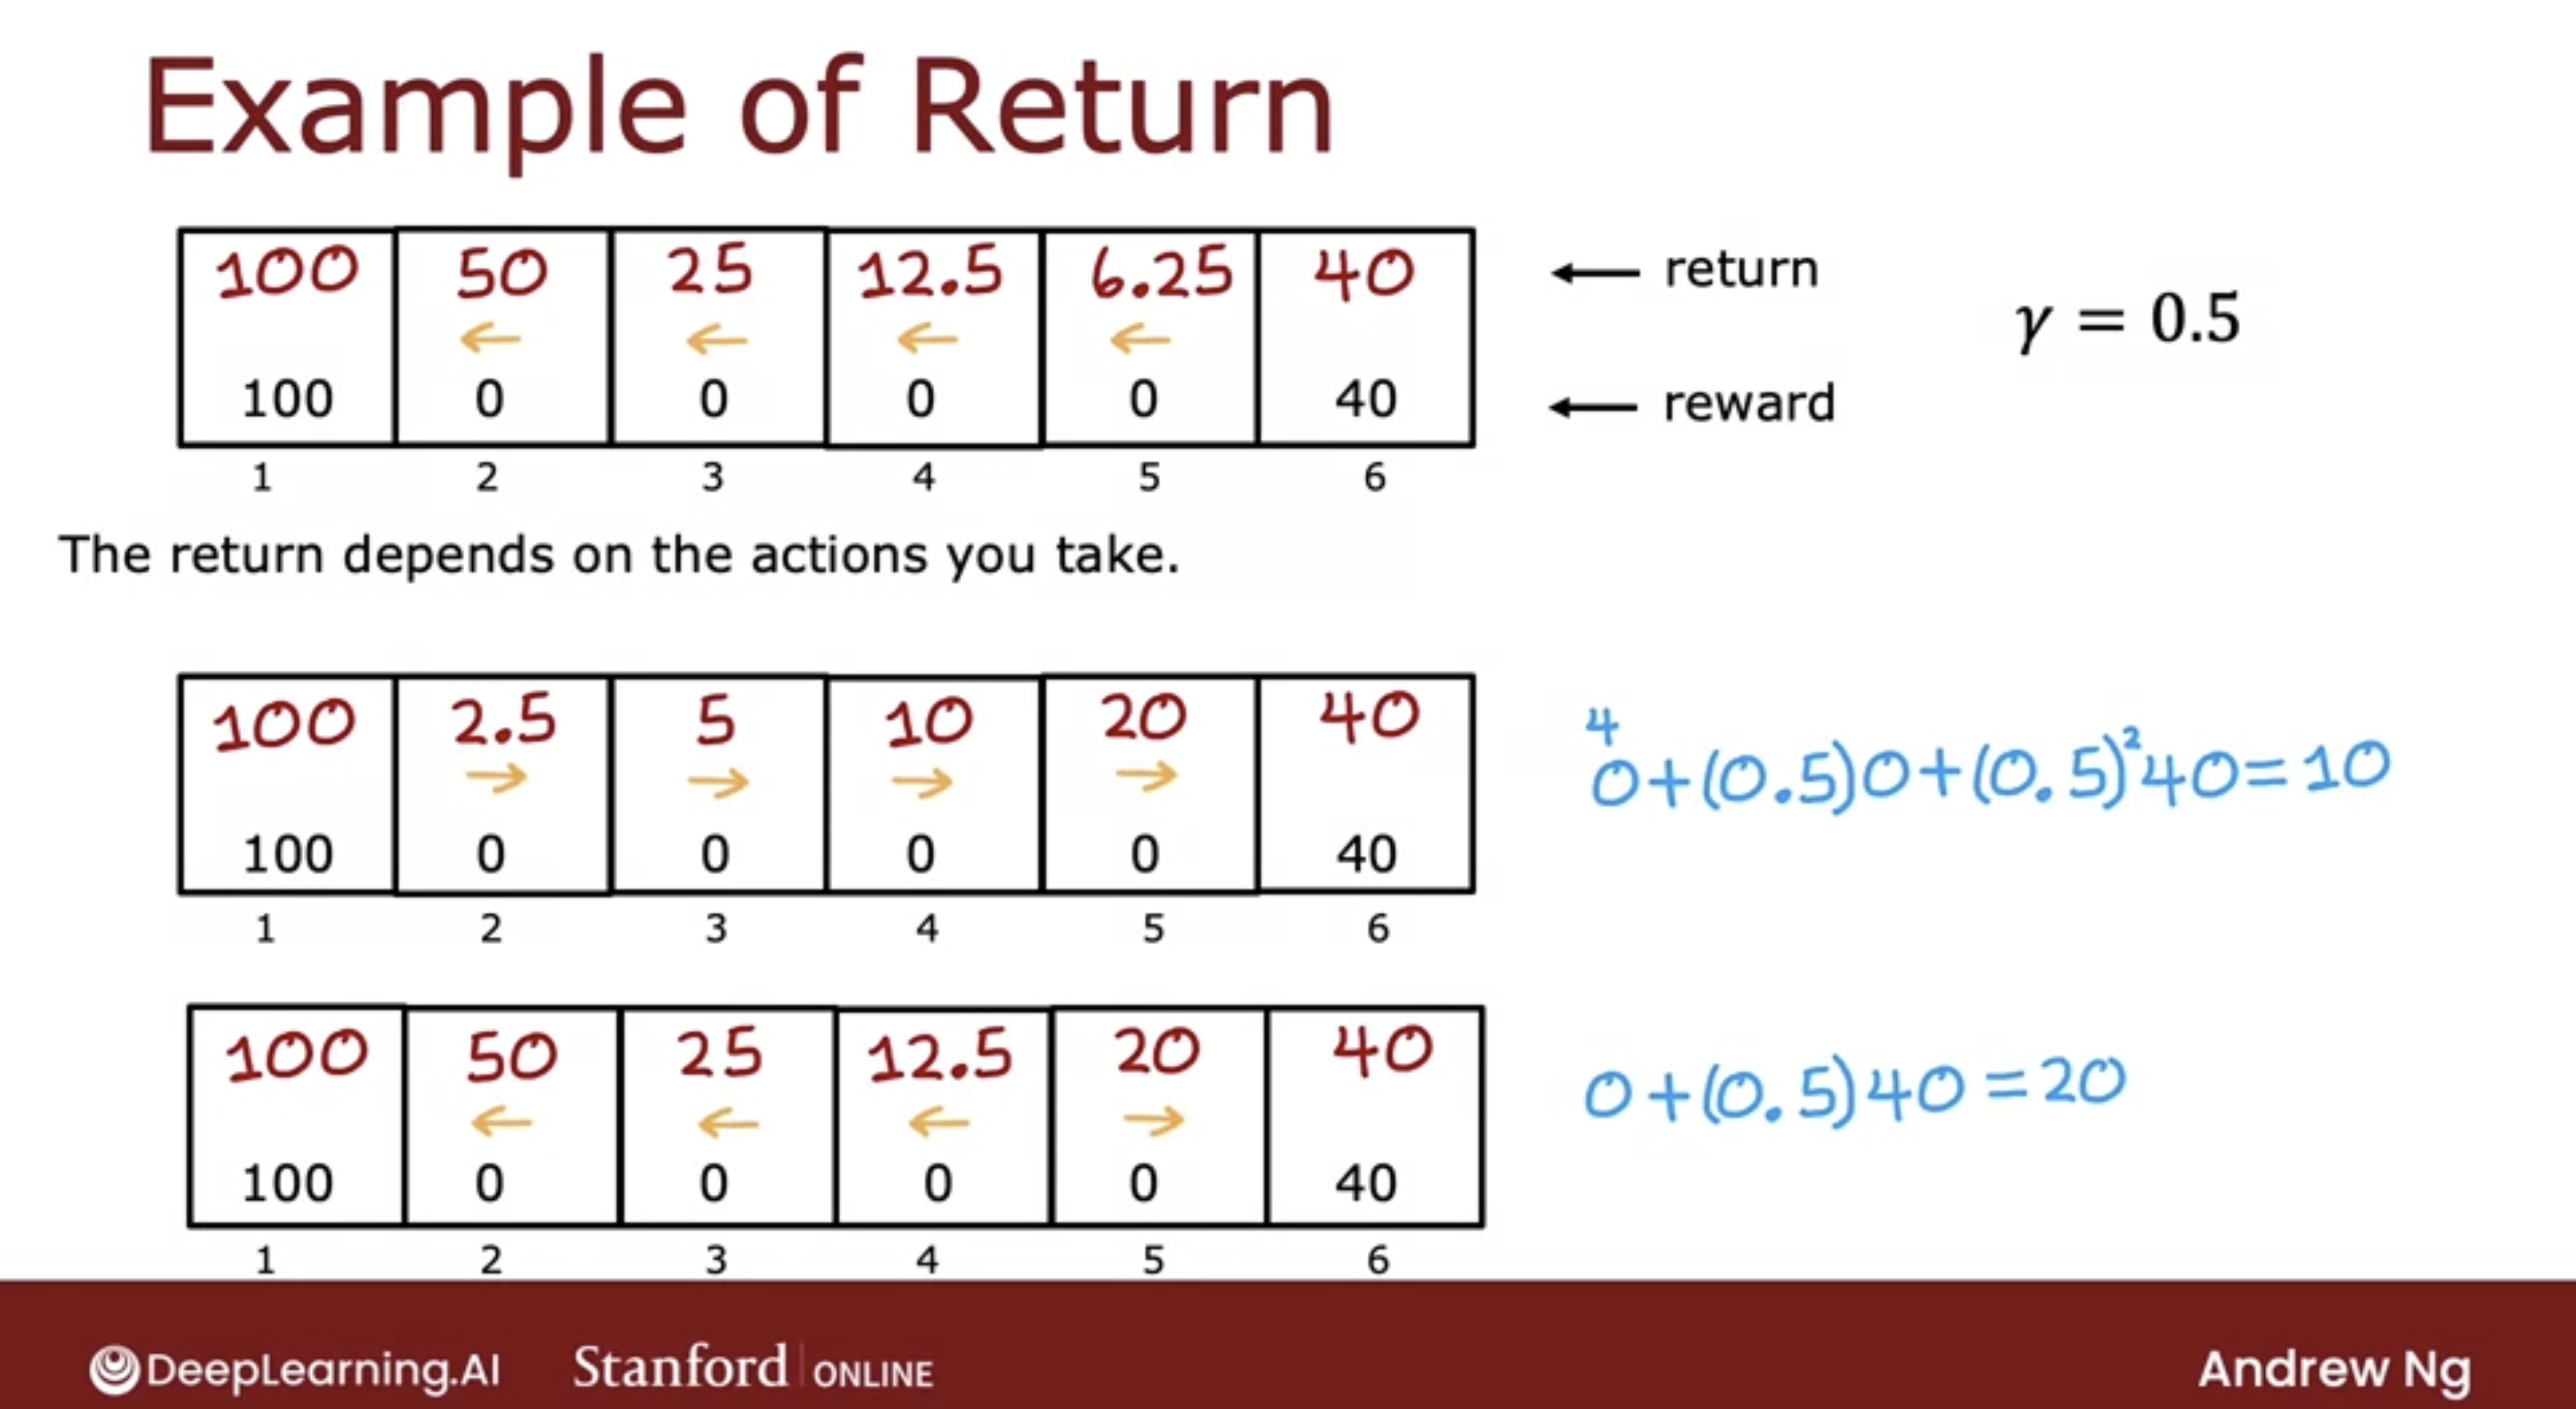 Example of Return
100 50 25 12.5 6.25 40 ← return
← ← ← ← γ = 0.5
100 0 0 0 0 40 ← reward
1 2 3 4 5 6
The return depends on the actions you take.
100 2.5 5 10 20 40
→ → → →
100 0 0 0 0 40
1 2 3 4 5 6
4
0+(0.5)0+(0.5)²40=10
100 50 25 12.5 20 40
← ← ← →
100 0 0 0 0 40
1 2 3 4 5 6
0+(0.5)40=20
DeepLearning.AI Stanford | ONLINE Andrew Ng